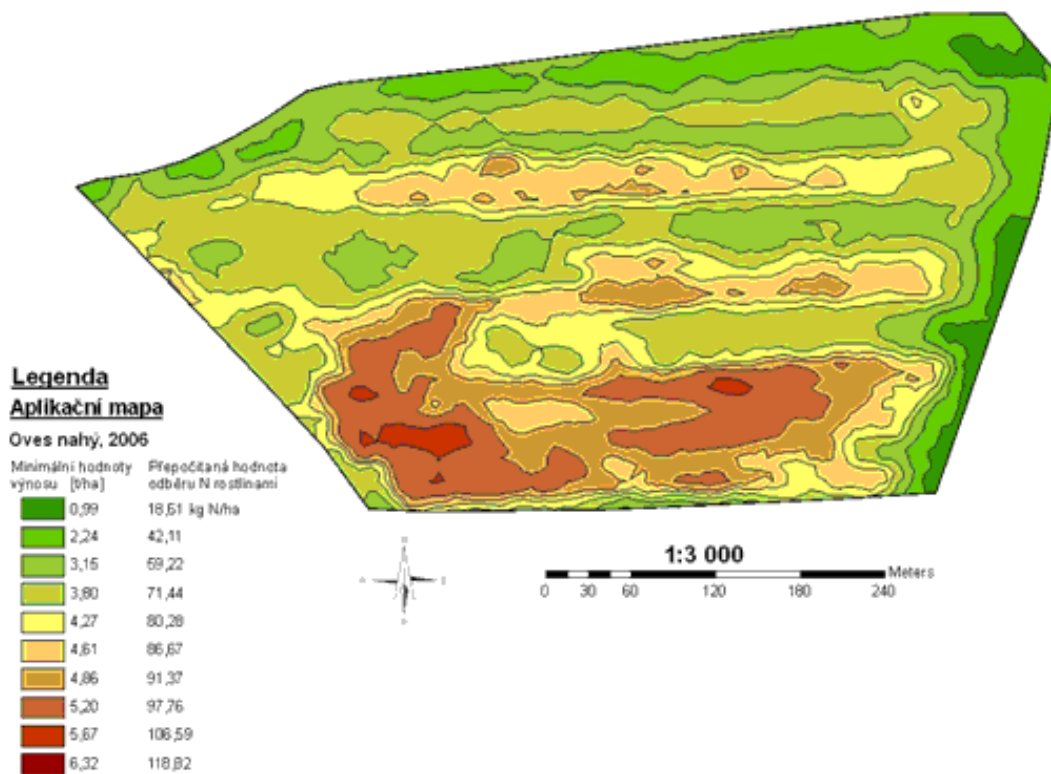 Legenda
Aplikační mapa
Oves nahý, 2006
Minimální hodnoty výnosu [t/ha] Přepočítaná hodnota odběru N rostlinami
0,99 18,61 kg N/ha
2,24 42,11
3,15 59,22
3,80 71,44
4,27 80,28
4,61 86,67
4,86 91,37
5,20 97,76
5,67 106,59
6,32 118,82
1:3 000
Meters
0 30 60 120 180 240